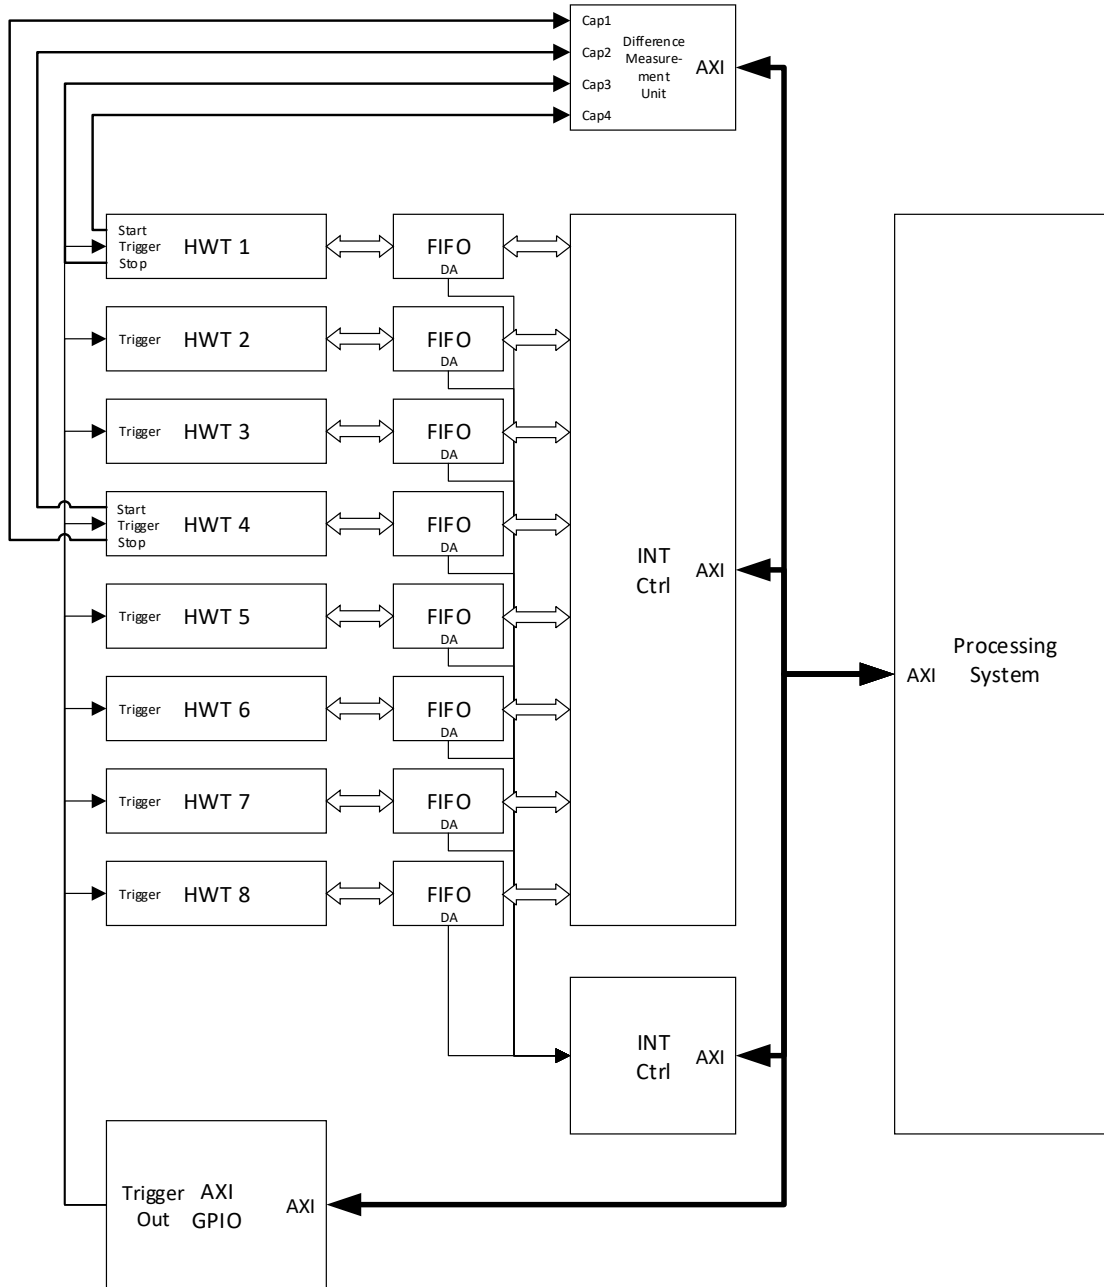 Cap1
Cap2
Cap3
Cap4
Difference
Measure-
ment
Unit
AXI
Start
Trigger
Stop
HWT 1
FIFO
DA
Trigger
HWT 2
FIFO
DA
Trigger
HWT 3
FIFO
DA
Start
Trigger
Stop
HWT 4
FIFO
DA
Trigger
HWT 5
FIFO
DA
Trigger
HWT 6
FIFO
DA
Trigger
HWT 7
FIFO
DA
Trigger
HWT 8
FIFO
DA
INT
Ctrl
AXI
AXI
Processing
System
INT
Ctrl
AXI
Trigger
Out
AXI
GPIO
AXI